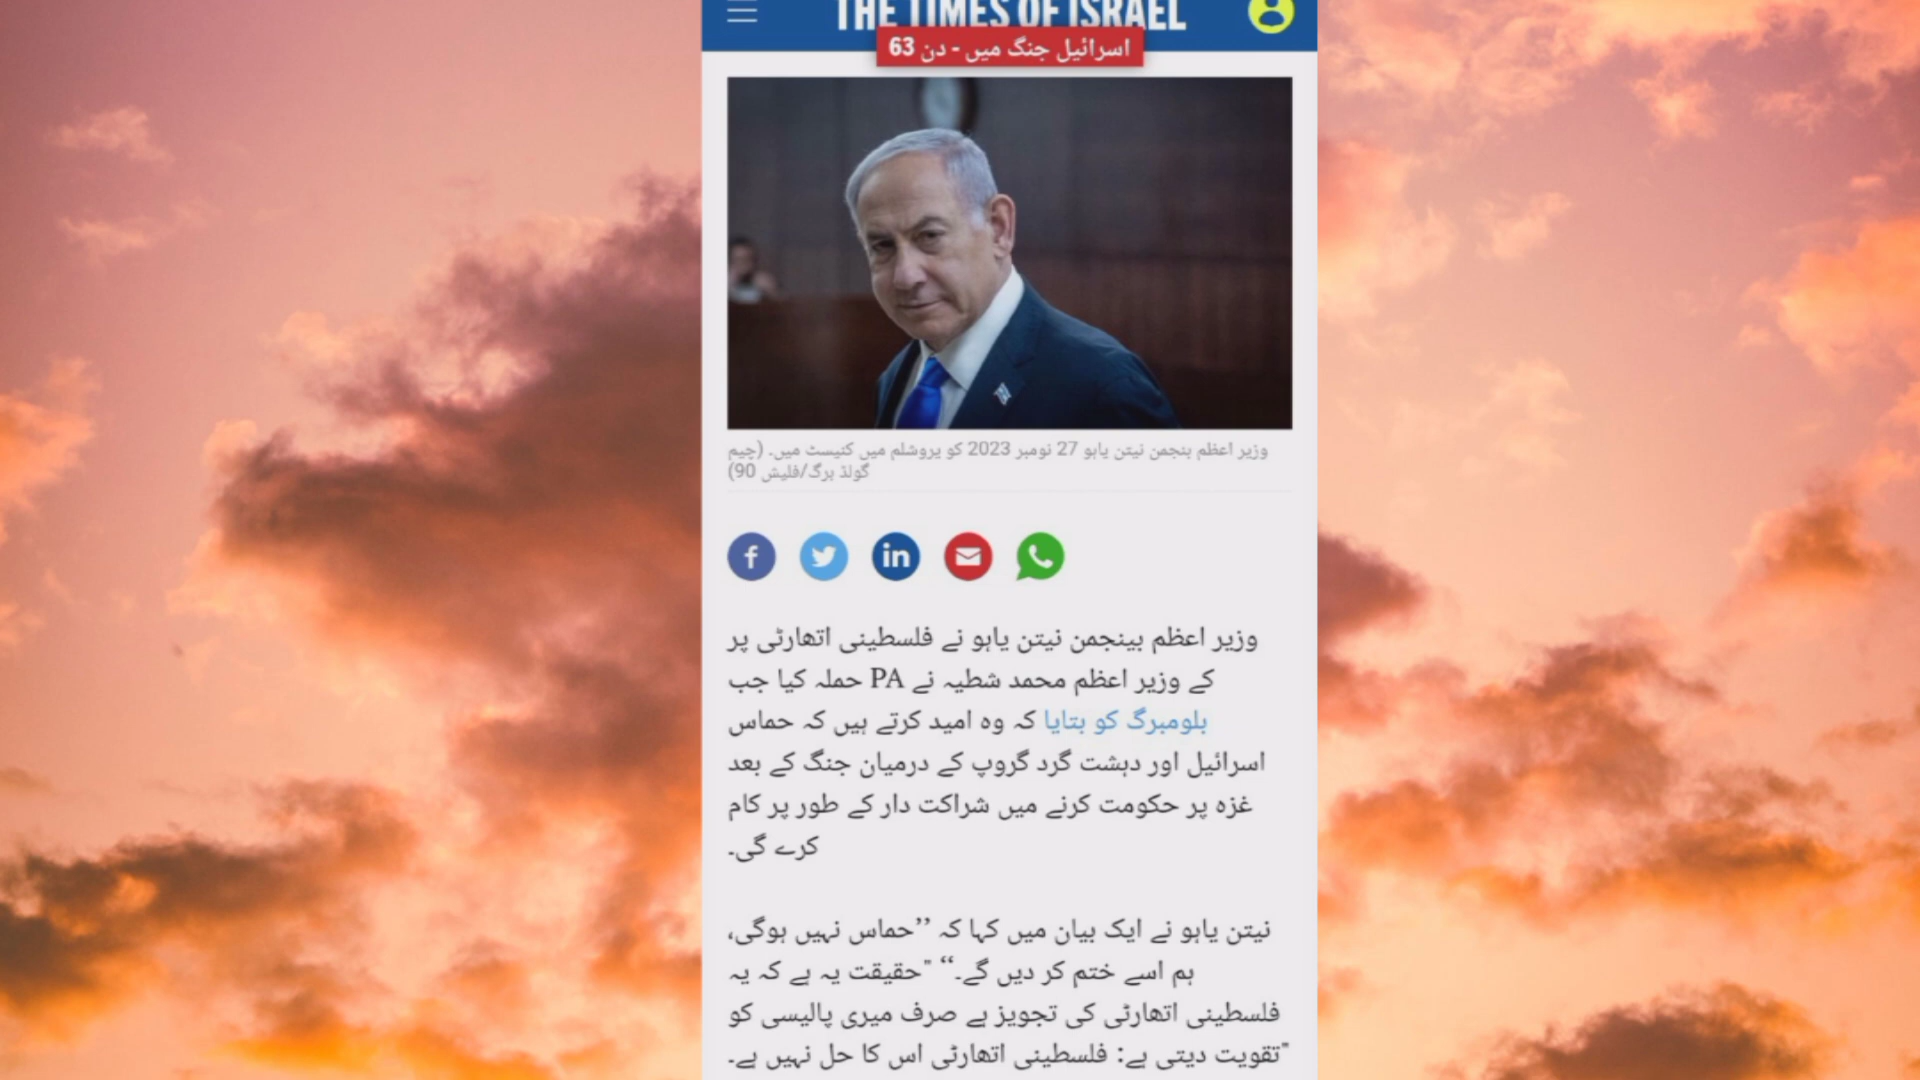 THE TIMES OF ISRAEL
اسرائیل جنگ میں - دن 63
وزیر اعظم بنجمن نیتن یاہو 27 نومبر 2023 کو یروشلم میں کنیسٹ میں۔ (چیم
گولڈ برگ/فلیش 90)
وزیر اعظم بینجمن نیتن یاہو نے فلسطینی اتھارٹی پر
کے وزیر اعظم محمد شطیہ نے PA حملہ کیا جب
بلومبرگ کو بتایا کہ وہ امید کرتے ہیں کہ حماس
اسرائیل اور دہشت گرد گروپ کے درمیان جنگ کے بعد
غزہ پر حکومت کرنے میں شراکت دار کے طور پر کام
کرے گی۔
نیتن یاہو نے ایک بیان میں کہا کہ ’’حماس نہیں ہوگی،
ہم اسے ختم کر دیں گے۔‘‘ "حقیقت یہ ہے کہ یہ
فلسطینی اتھارٹی کی تجویز ہے صرف میری پالیسی کو
"تقویت دیتی ہے: فلسطینی اتھارٹی اس کا حل نہیں ہے۔